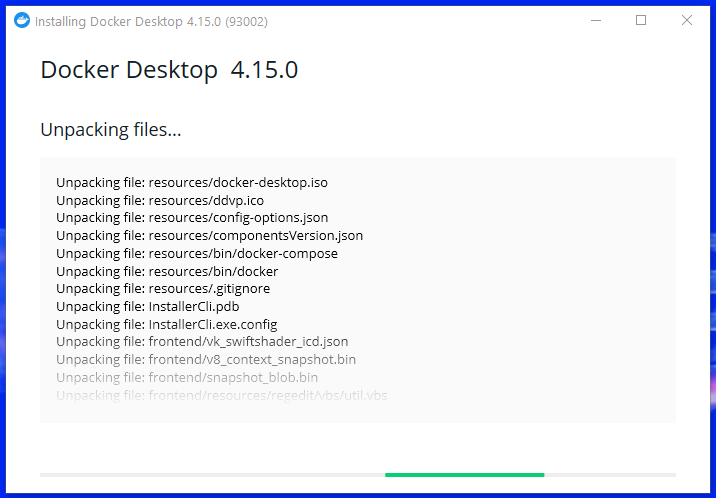 Installing Docker Desktop 4.15.0 (93002)
Docker Desktop 4.15.0
Unpacking files...
Unpacking file: resources/docker-desktop.iso
Unpacking file: resources/ddvp.ico
Unpacking file: resources/config-options.json
Unpacking file: resources/componentsVersion.json
Unpacking file: resources/bin/docker-compose
Unpacking file: resources/bin/docker
Unpacking file: resources/.gitignore
Unpacking file: InstallerCli.pdb
Unpacking file: InstallerCli.exe.config
Unpacking file: frontend/vk_swiftshader_icd.json
Unpacking file: frontend/v8_context_snapshot.bin
Unpacking file: frontend/snapshot_blob.bin
Unpacking file: frontend/resources/regedit/vbs/util.vbs